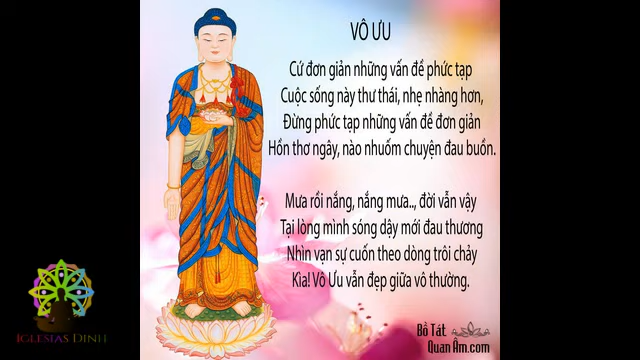 VÔ ƯU
Cứ đơn giản những vấn đề phức tạp
Cuộc sống này thư thái, nhẹ nhàng hơn,
Đừng phức tạp những vấn đề đơn giản
Hồn thơ ngây, nào nhuốm chuyện đau buồn.
Mưa rồi nắng, nắng mưa.., đời vẫn vậy
Tại lòng mình sóng dậy mới đau thương
Nhìn vạn sự cuốn theo dòng trôi chảy
Kìa! Vô Ưu vẫn đẹp giữa vô thường.
Bồ Tát
Quan Âm.com
IGLESIAS DINH